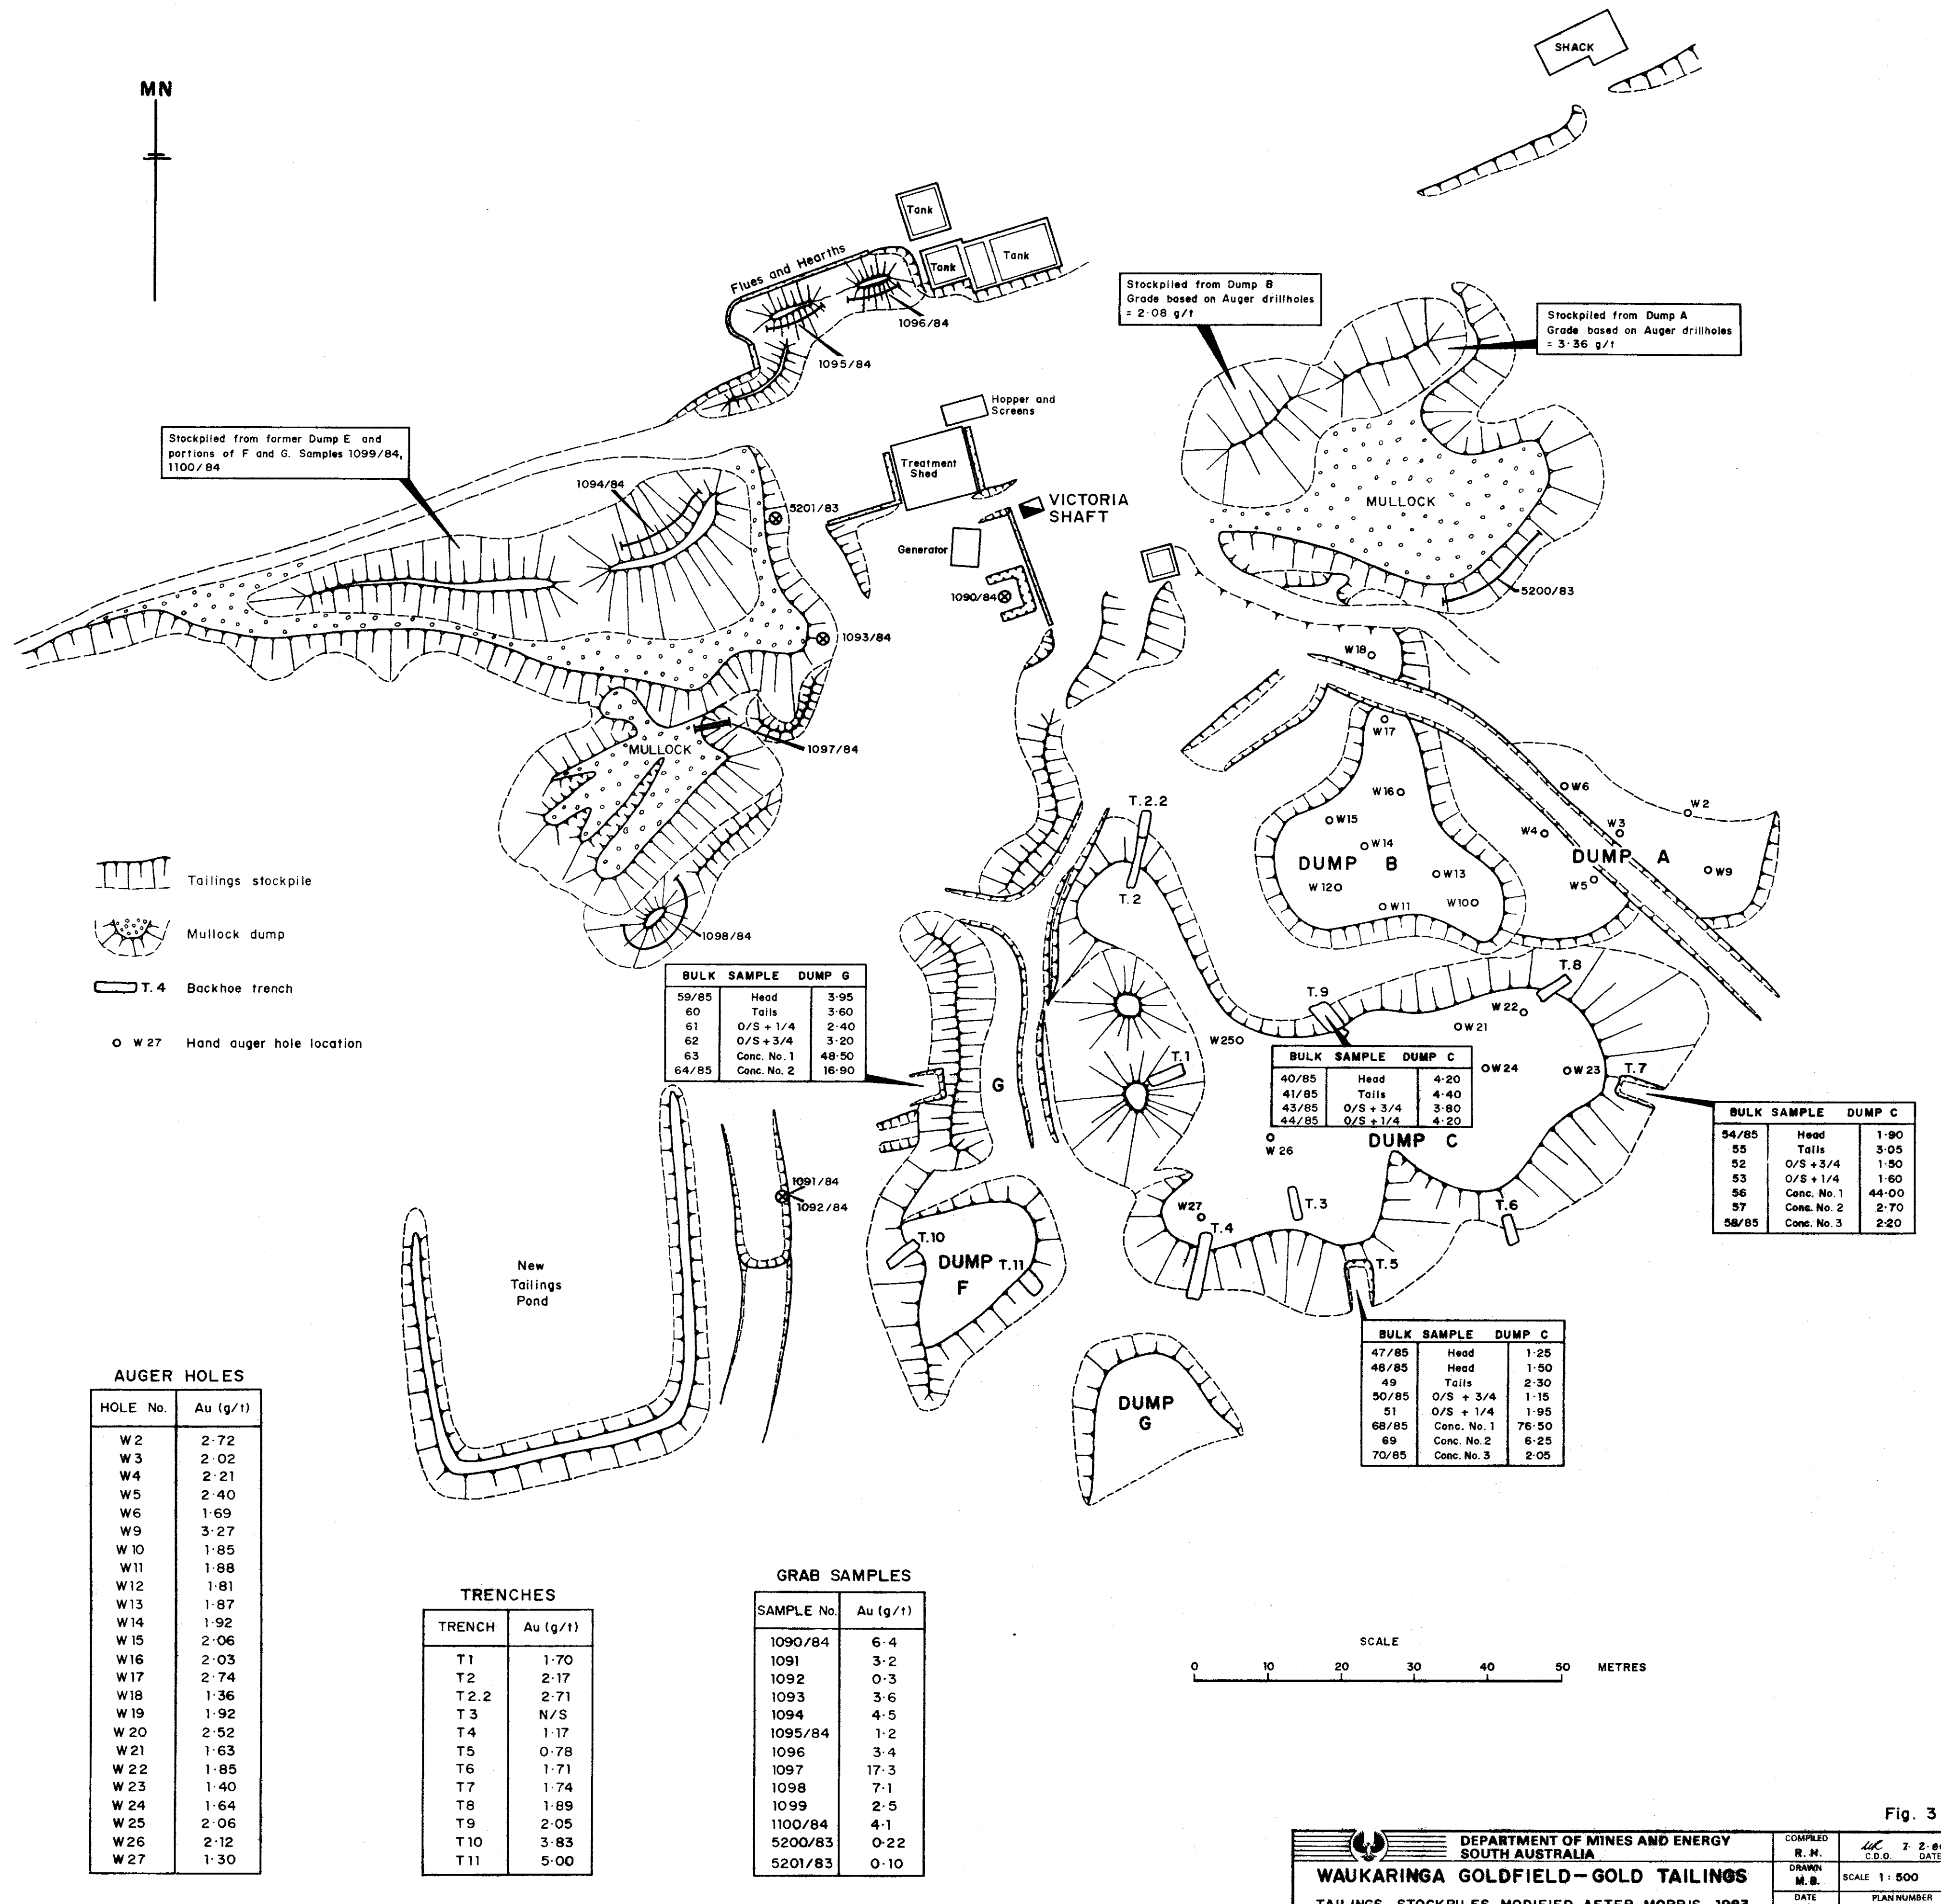 SHACK
MN
Tank
Flues and Hearths
Tank
Tank
1096/84
1095/84
Stockpiled from Dump B
Grade based on Auger drillholes
= 2·08 g/t
Stockpiled from Dump A
Grade based on Auger drillholes
= 3·36 g/t
Hopper and
Screens
Stockpiled from former Dump E and
portions of F and G. Samples 1099/84,
1100/84
Treatment
Shed
1094/84
5201/83
VICTORIA
SHAFT
MULLOCK
Generator
1090/84
5200/83
1093/84
W18
1097/84
MULLOCK
W17
W16
W6
W2
T.2.2
W15
W4
W3
W14
DUMP B
DUMP A
W13
W9
W12
W5
T.2
W11
W10
Tailings stockpile
Mullock dump
T.4 Backhoe trench
W 27 Hand auger hole location
1098/84
BULK SAMPLE DUMP G
59/85 Head 3·95
60 Tails 3·60
61 O/S + 1/4 2·40
62 O/S + 3/4 3·20
63 Conc. No. 1 48·50
64/85 Conc. No. 2 16·90
T.8
T.9
W22
W21
W25
T.1
G
W24
W23
T.7
BULK SAMPLE DUMP C
40/85 Head 4·20
41/85 Tails 4·40
43/85 O/S + 3/4 3·80
44/85 O/S + 1/4 4·20
DUMP C
W 26
BULK SAMPLE DUMP C
54/85 Head 1·90
55 Tails 3·05
52 O/S + 3/4 1·50
53 O/S + 1/4 1·60
56 Conc. No. 1 44·00
57 Conc. No. 2 2·70
58/85 Conc. No. 3 2·20
1091/84
1092/84
W27
T.3
T.4
T.6
T.10
DUMP
F
T.11
T.5
New
Tailings
Pond
BULK SAMPLE DUMP C
47/85 Head 1·25
48/85 Head 1·50
49 Tails 2·30
50/85 O/S + 3/4 1·15
51 O/S + 1/4 1·95
68/85 Conc. No. 1 76·50
69 Conc. No. 2 6·25
70/85 Conc. No. 3 2·05
DUMP
G
AUGER HOLES
HOLE No. Au (g/t)
W2 2·72
W3 2·02
W4 2·21
W5 2·40
W6 1·69
W9 3·27
W10 1·85
W11 1·88
W12 1·81
W13 1·87
W14 1·92
W15 2·06
W16 2·03
W17 2·74
W18 1·36
W19 1·92
W20 2·52
W21 1·63
W22 1·85
W23 1·40
W24 1·64
W25 2·06
W26 2·12
W27 1·30
TRENCHES
TRENCH Au (g/t)
T1 1·70
T2 2·17
T2.2 2·71
T3 N/S
T4 1·17
T5 0·78
T6 1·71
T7 1·74
T8 1·89
T9 2·05
T10 3·83
T11 5·00
GRAB SAMPLES
SAMPLE No. Au (g/t)
1090/84 6·4
1091 3·2
1092 0·3
1093 3·6
1094 4·5
1095/84 1·2
1096 3·4
1097 17·3
1098 7·1
1099 2·5
1100/84 4·1
5200/83 0·22
5201/83 0·10
SCALE
0 10 20 30 40 50 METRES
Fig. 3
DEPARTMENT OF MINES AND ENERGY
SOUTH AUSTRALIA
WAUKARINGA GOLDFIELD—GOLD TAILINGS
TAILINGS STOCKPILES MODIFIED AFTER MORRIS 1983
COMPILED
R. H.
C.D.O. DATE
DRAWN
M.B.
SCALE 1 : 500
DATE
PLAN NUMBER